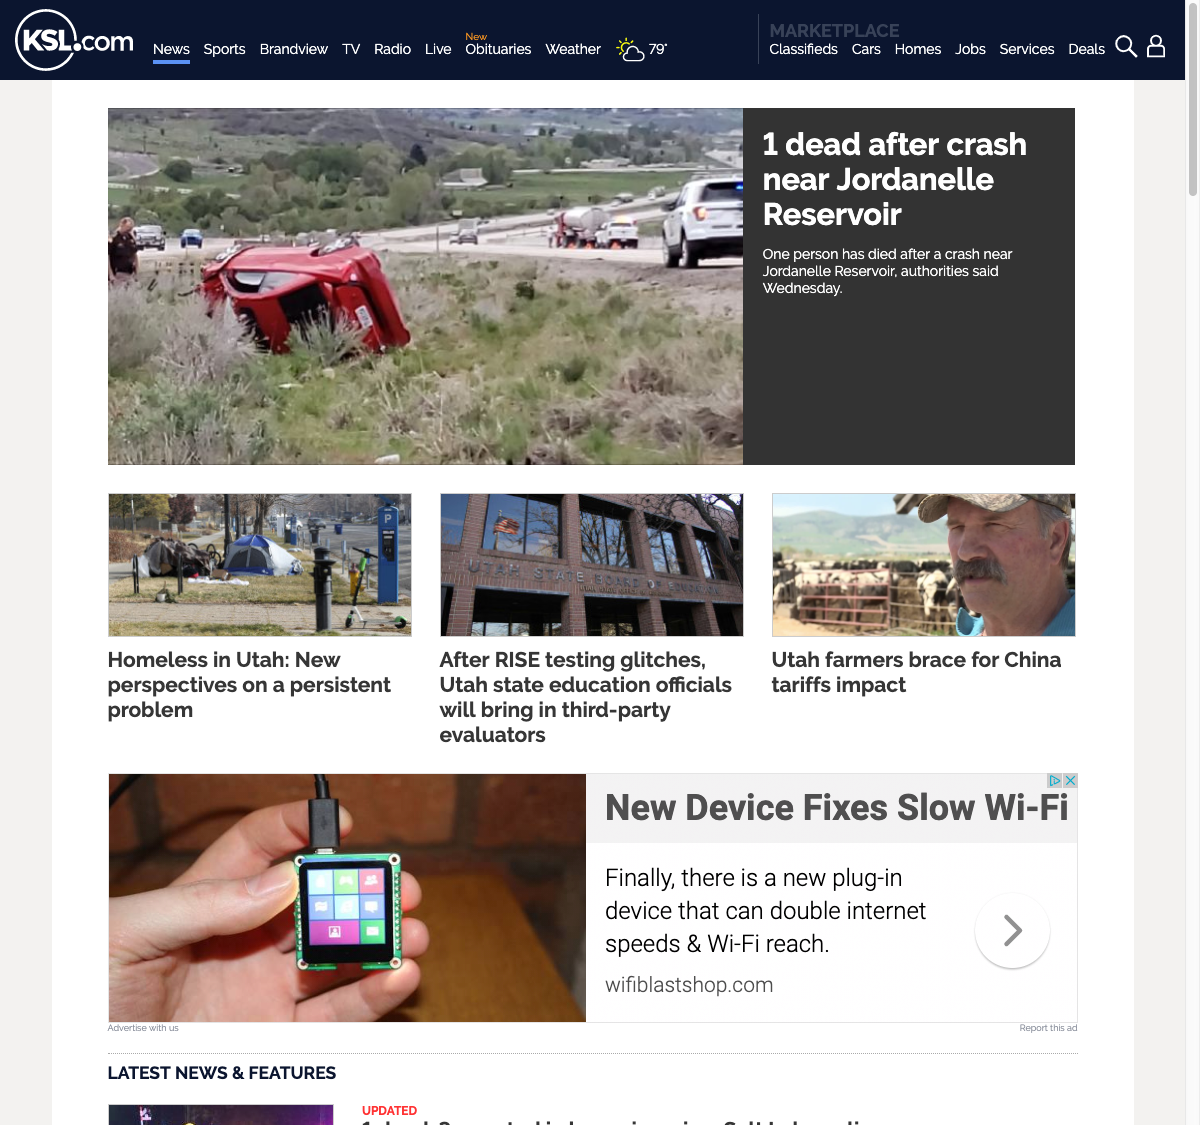 KSL.com
News Sports Brandview TV Radio Live New Obituaries Weather 79°
MARKETPLACE
Classifieds Cars Homes Jobs Services Deals
1 dead after crash
near Jordanelle
Reservoir
One person has died after a crash near
Jordanelle Reservoir, authorities said
Wednesday.
P
UTAH STATE BOARD OF EDUCATION
Homeless in Utah: New
perspectives on a persistent
problem
After RISE testing glitches,
Utah state education officials
will bring in third-party
evaluators
Utah farmers brace for China
tariffs impact
New Device Fixes Slow Wi-Fi
Finally, there is a new plug-in
device that can double internet
speeds & Wi-Fi reach.
wifiblastshop.com
Advertise with us
Report this ad
LATEST NEWS & FEATURES
UPDATED